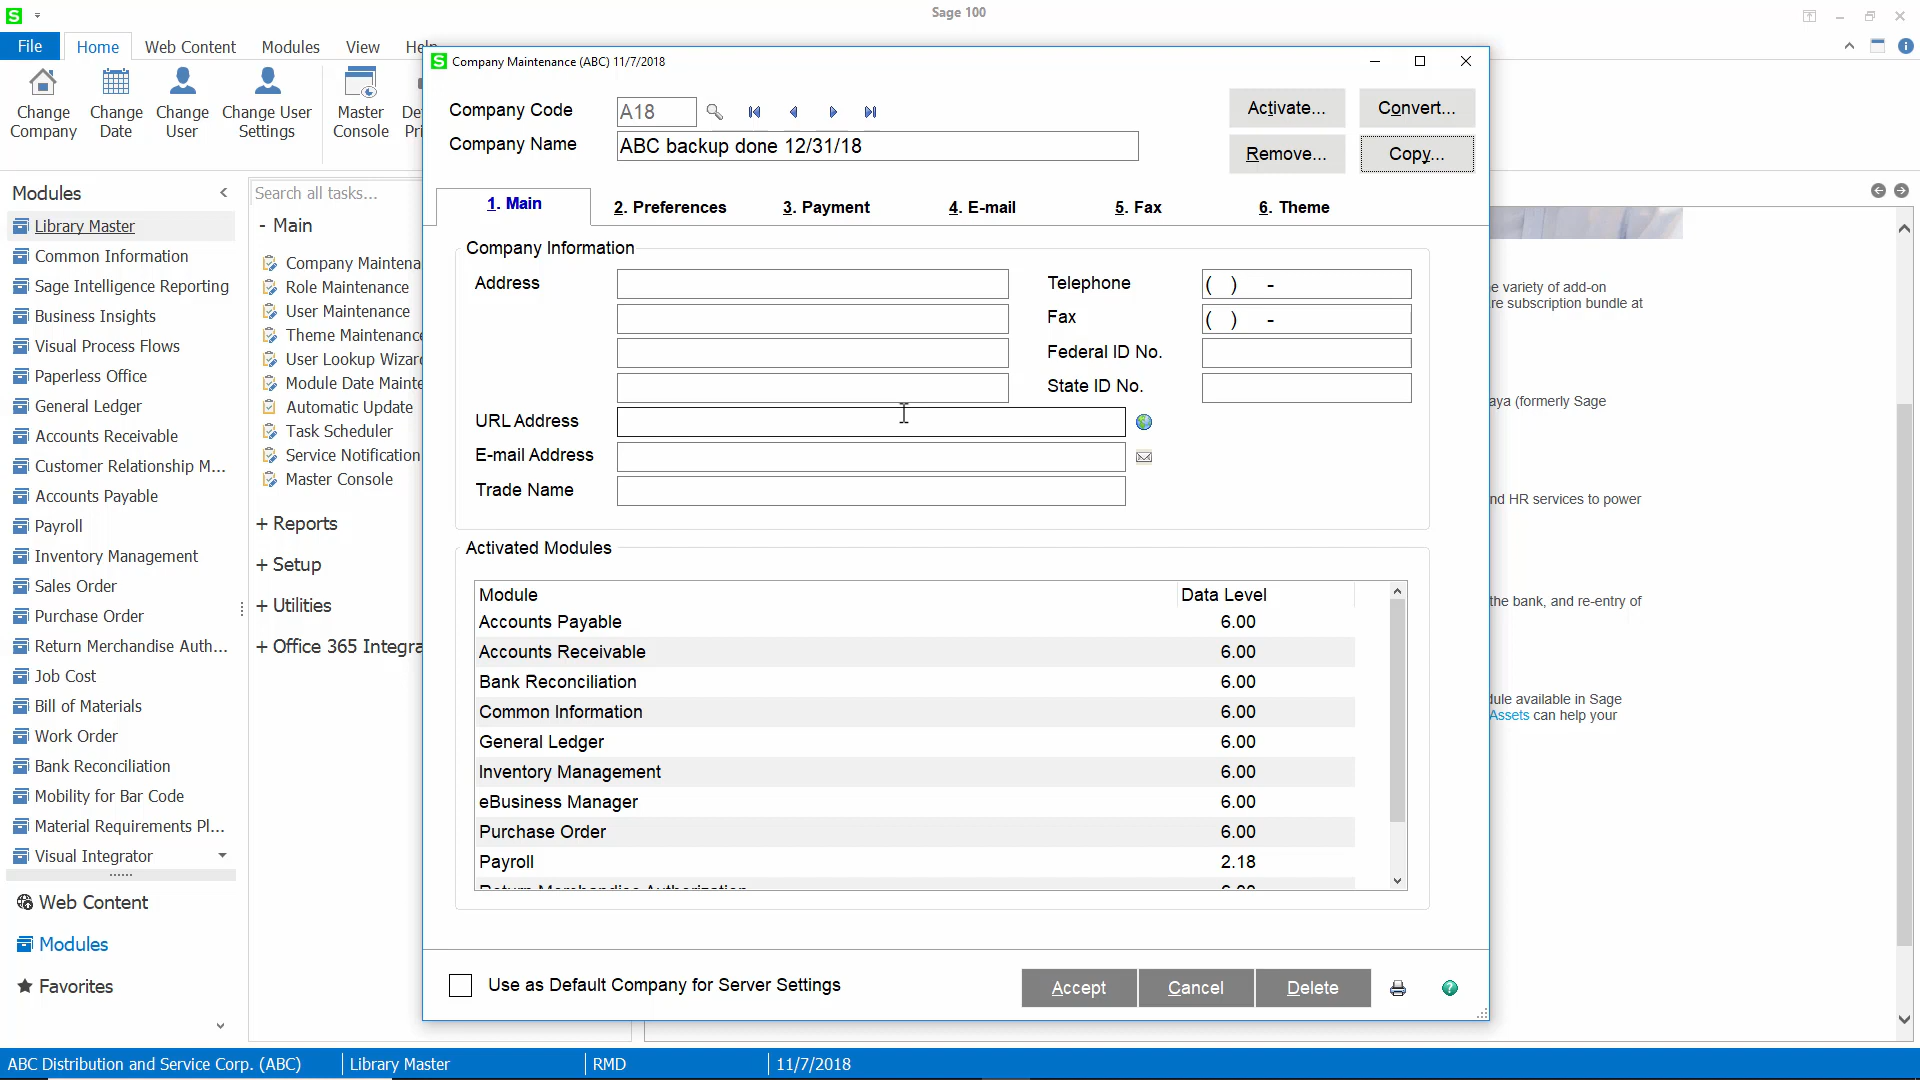 Sage 100
File
Home
Web Content
Modules
View
Help
Change Company
Change Date
Change User
Change User Settings
Master Console
Company Maintenance (ABC) 11/7/2018
Company Code
A18
Company Name
ABC backup done 12/31/18
Activate...
Convert...
Remove...
Copy...
1. Main
2. Preferences
3. Payment
4. E-mail
5. Fax
6. Theme
Company Information
Address
Telephone
( ) -
Fax
( ) -
Federal ID No.
State ID No.
URL Address
E-mail Address
Trade Name
Activated Modules
Module Data Level
Accounts Payable 6.00
Accounts Receivable 6.00
Bank Reconciliation 6.00
Common Information 6.00
General Ledger 6.00
Inventory Management 6.00
eBusiness Manager 6.00
Purchase Order 6.00
Payroll 2.18
Return Merchandise Authorization 6.00
Use as Default Company for Server Settings
Accept
Cancel
Delete
Modules
Library Master
Common Information
Sage Intelligence Reporting
Business Insights
Visual Process Flows
Paperless Office
General Ledger
Accounts Receivable
Customer Relationship M...
Accounts Payable
Payroll
Inventory Management
Sales Order
Purchase Order
Return Merchandise Auth...
Job Cost
Bill of Materials
Work Order
Bank Reconciliation
Mobility for Bar Code
Material Requirements Pl...
Visual Integrator
Web Content
Modules
Favorites
Search all tasks...
- Main
Company Maintena
Role Maintenance
User Maintenance
Theme Maintenance
User Lookup Wizard
Module Date Mainte
Automatic Update
Task Scheduler
Service Notification
Master Console
+ Reports
+ Setup
+ Utilities
+ Office 365 Integra
e variety of add-on
re subscription bundle at
aya (formerly Sage
nd HR services to power
the bank, and re-entry of
dule available in Sage
Assets can help your
ABC Distribution and Service Corp. (ABC)
Library Master
RMD
11/7/2018